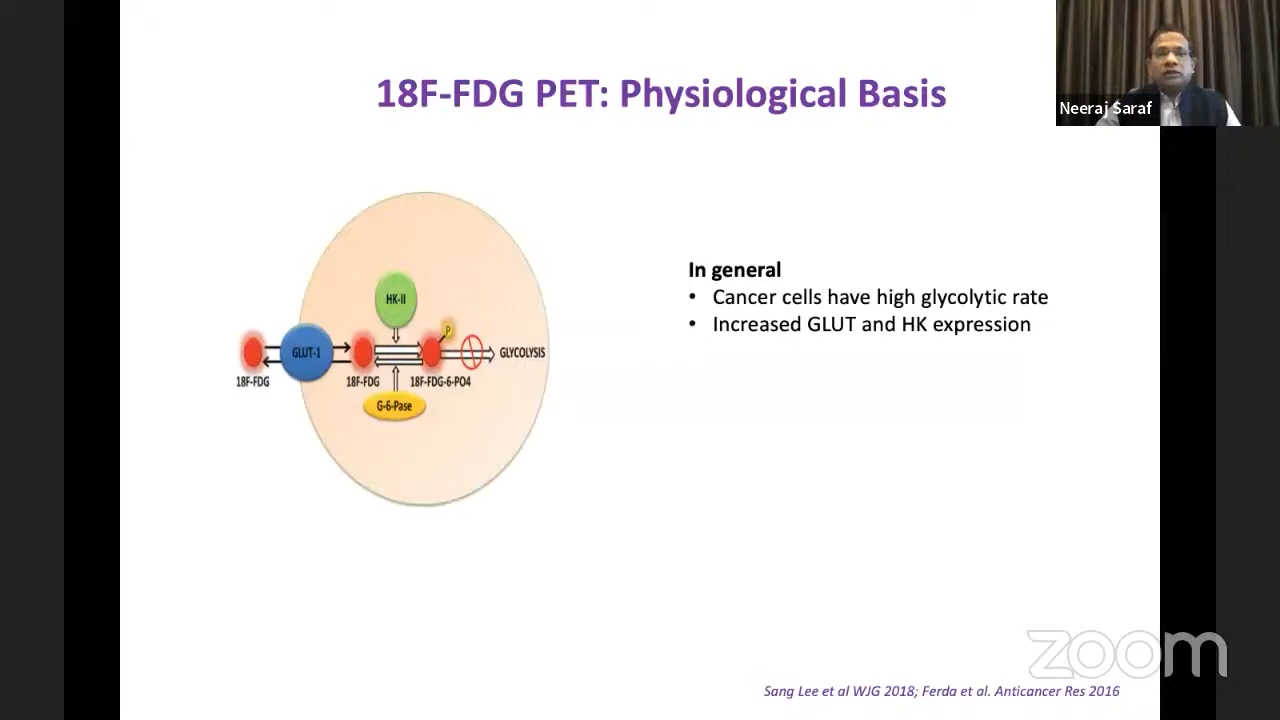 18F-FDG PET: Physiological Basis
Neeraj Saraf
In general
• Cancer cells have high glycolytic rate
• Increased GLUT and HK expression
HK-II
P
GLUT-1
GLYCOLYSIS
18F-FDG
18F-FDG
18F-FDG-6-PO4
G-6-Pase
zoom
Sang Lee et al WJG 2018; Ferda et al. Anticancer Res 2016